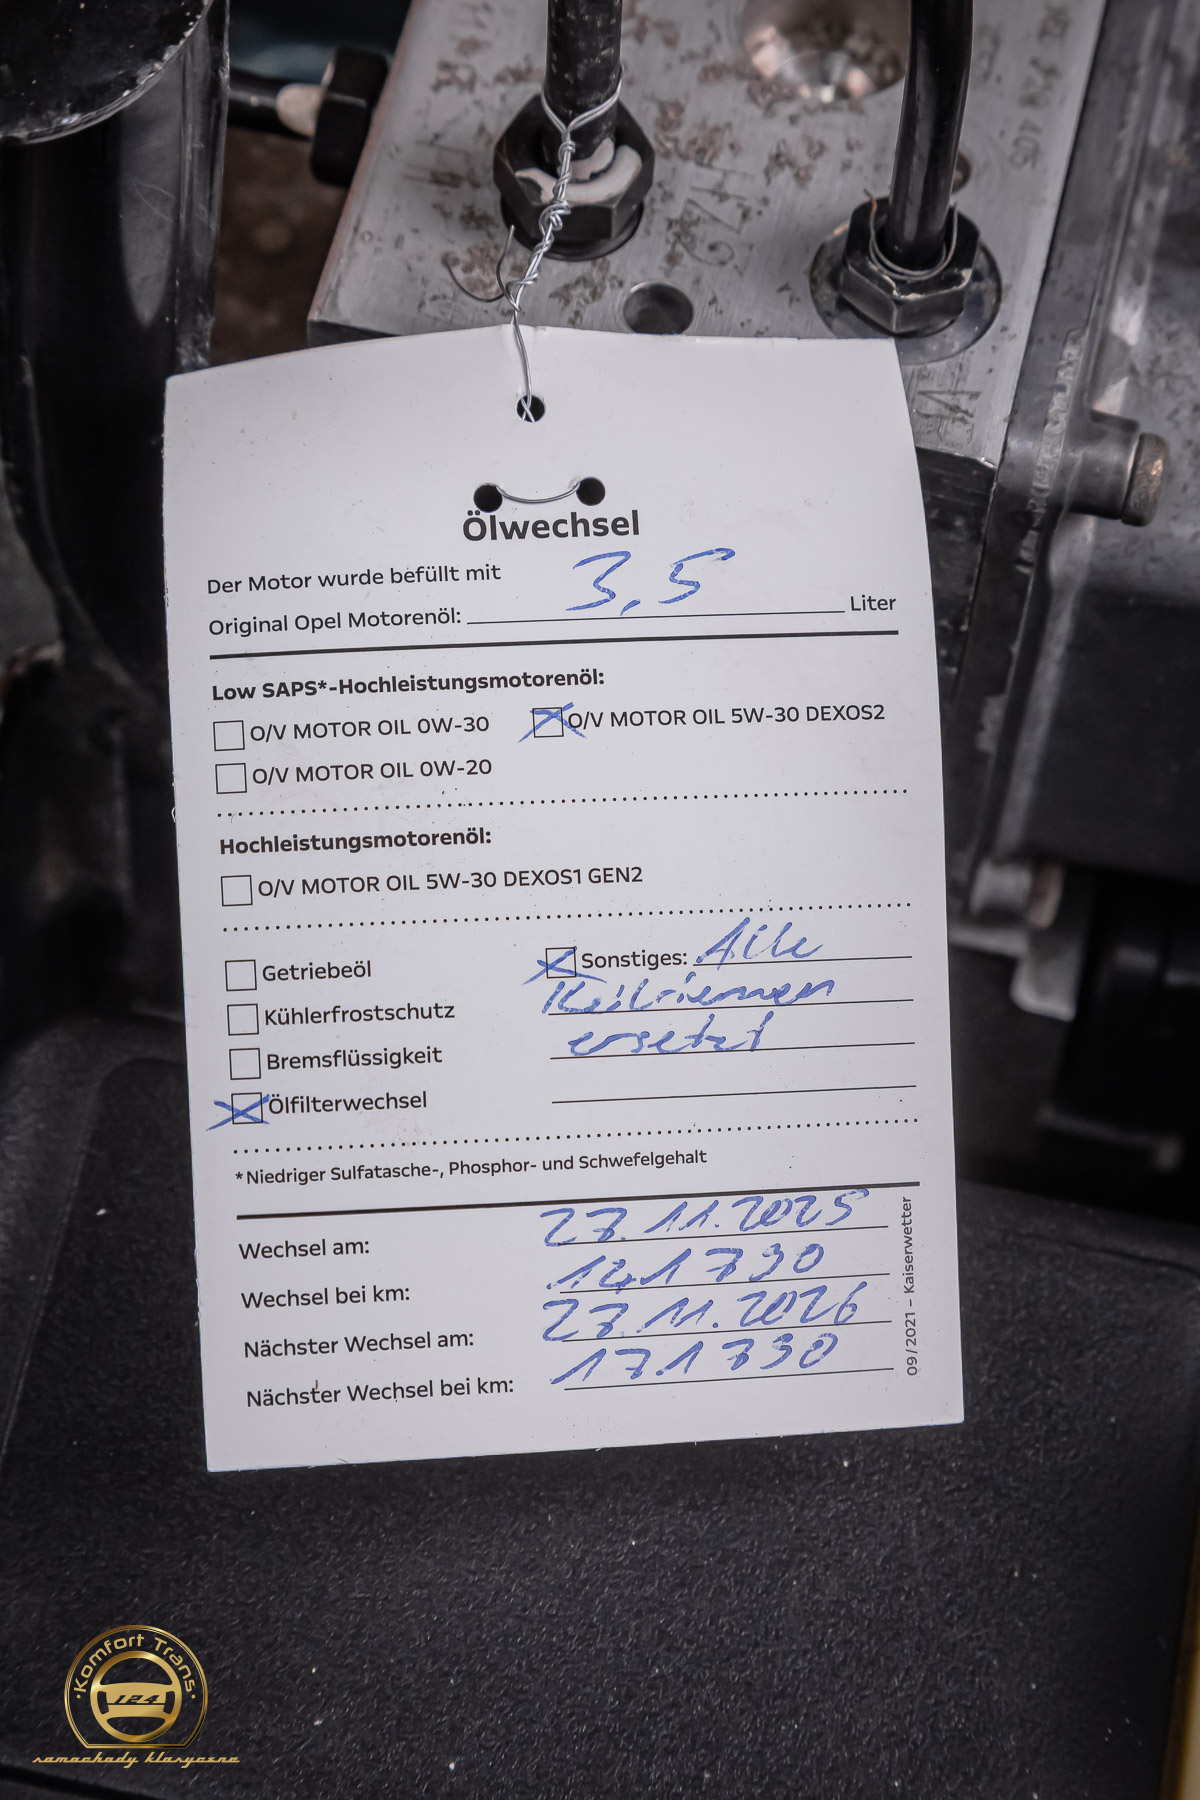 Ölwechsel
Der Motor wurde befüllt mit
Original Opel Motorenöl: 3,5 Liter
Low SAPS*-Hochleistungsmotorenöl:
O/V MOTOR OIL 0W-30 O/V MOTOR OIL 5W-30 DEXOS2
O/V MOTOR OIL 0W-20
Hochleistungsmotorenöl:
O/V MOTOR OIL 5W-30 DEXOS1 GEN2
Getriebeöl
Kühlerfrostschutz
Bremsflüssigkeit
Ölfilterwechsel
Sonstiges: Alle
Keilriemen
ersetzt
*Niedriger Sulfatasche-, Phosphor- und Schwefelgehalt
Wechsel am: 27.11.2025
Wechsel bei km: 141730
Nächster Wechsel am: 27.11.2026
Nächster Wechsel bei km: 171730
09/2021 – Kaiserwetter
Komfort Trans
124
samochody klasyczne